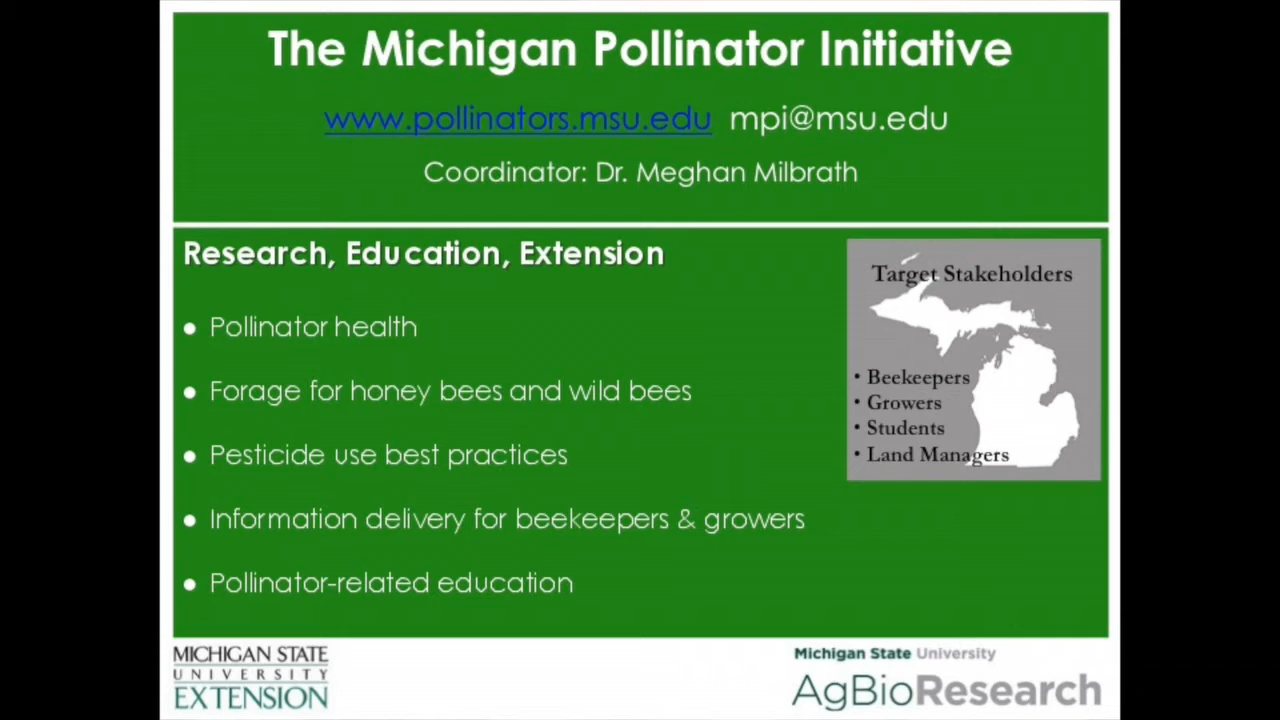 The Michigan Pollinator Initiative
www.pollinators.msu.edu mpi@msu.edu
Coordinator: Dr. Meghan Milbrath
Research, Education, Extension
● Pollinator health
● Forage for honey bees and wild bees
● Pesticide use best practices
● Information delivery for beekeepers & growers
● Pollinator-related education
Target Stakeholders
• Beekeepers
• Growers
• Students
• Land Managers
MICHIGAN STATE
UNIVERSITY
EXTENSION
Michigan State University
AgBioResearch